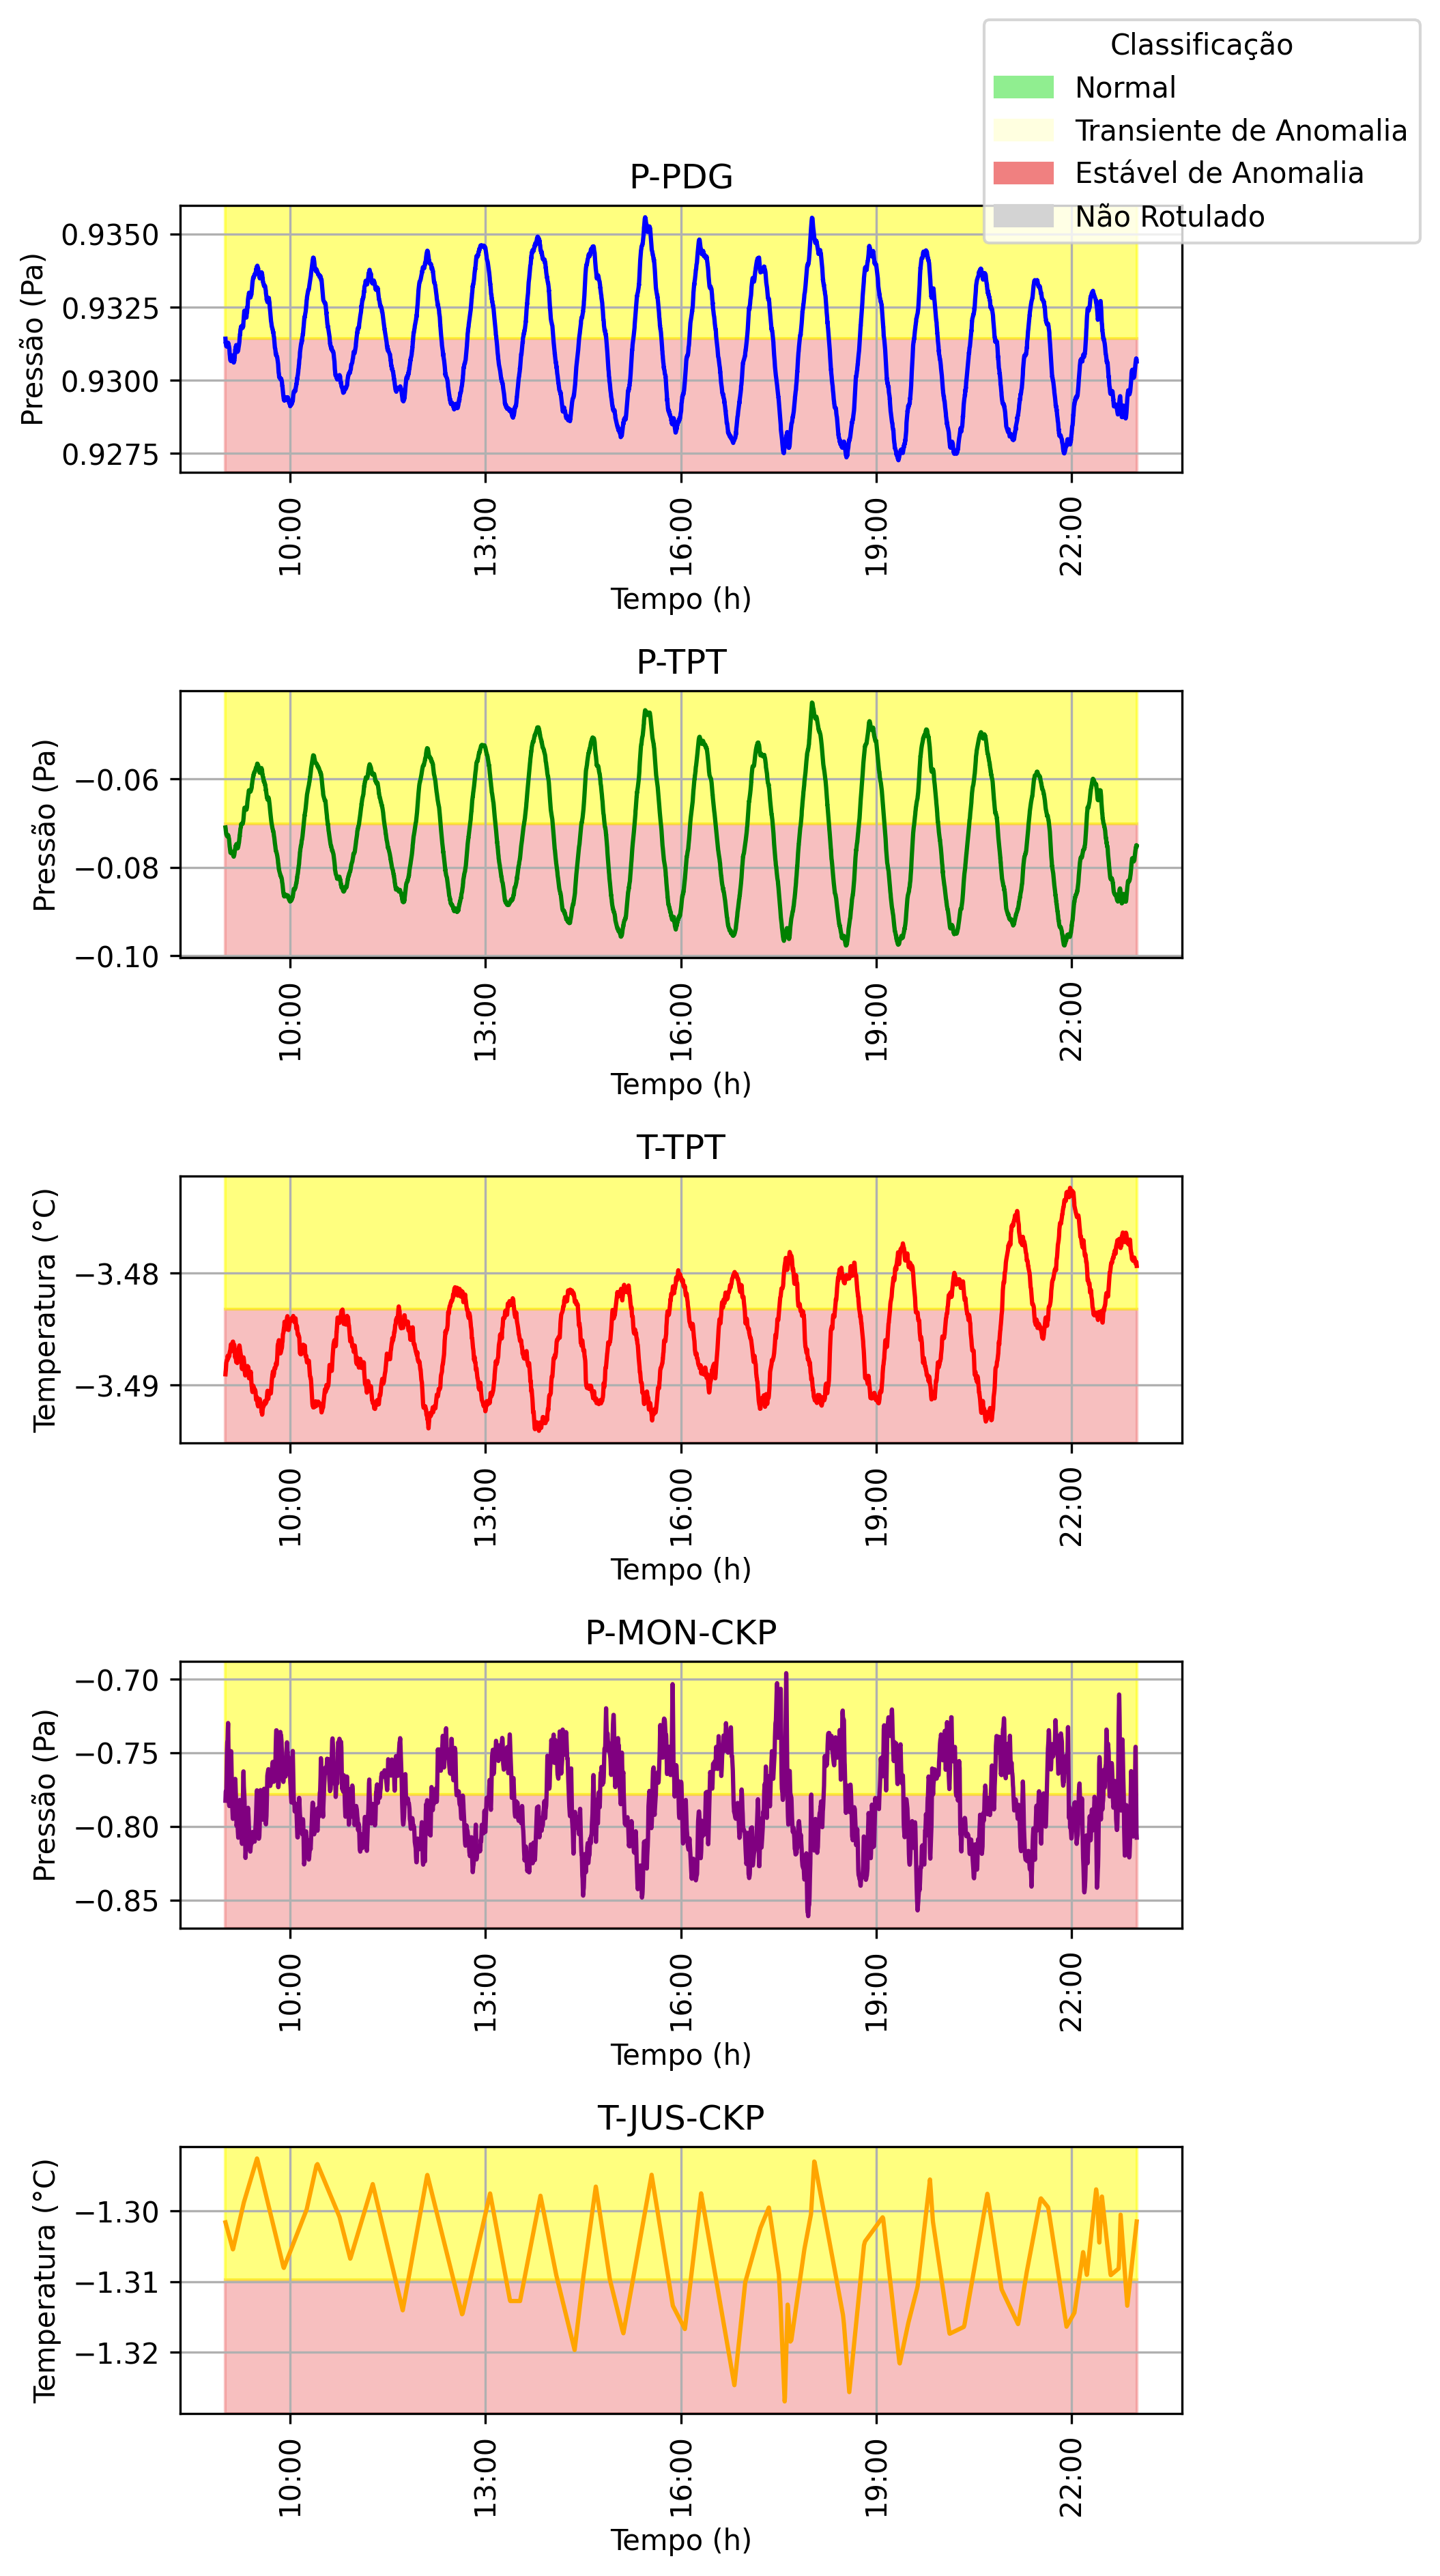 Classificação
Normal
Transiente de Anomalia
Estável de Anomalia
Não Rotulado
P-PDG
Pressão (Pa)
0.9350
0.9325
0.9300
0.9275
10:00 13:00 16:00 19:00 22:00
Tempo (h)
P-TPT
Pressão (Pa)
−0.06
−0.08
−0.10
10:00 13:00 16:00 19:00 22:00
Tempo (h)
T-TPT
Temperatura (°C)
−3.48
−3.49
10:00 13:00 16:00 19:00 22:00
Tempo (h)
P-MON-CKP
Pressão (Pa)
−0.70
−0.75
−0.80
−0.85
10:00 13:00 16:00 19:00 22:00
Tempo (h)
T-JUS-CKP
Temperatura (°C)
−1.30
−1.31
−1.32
10:00 13:00 16:00 19:00 22:00
Tempo (h)